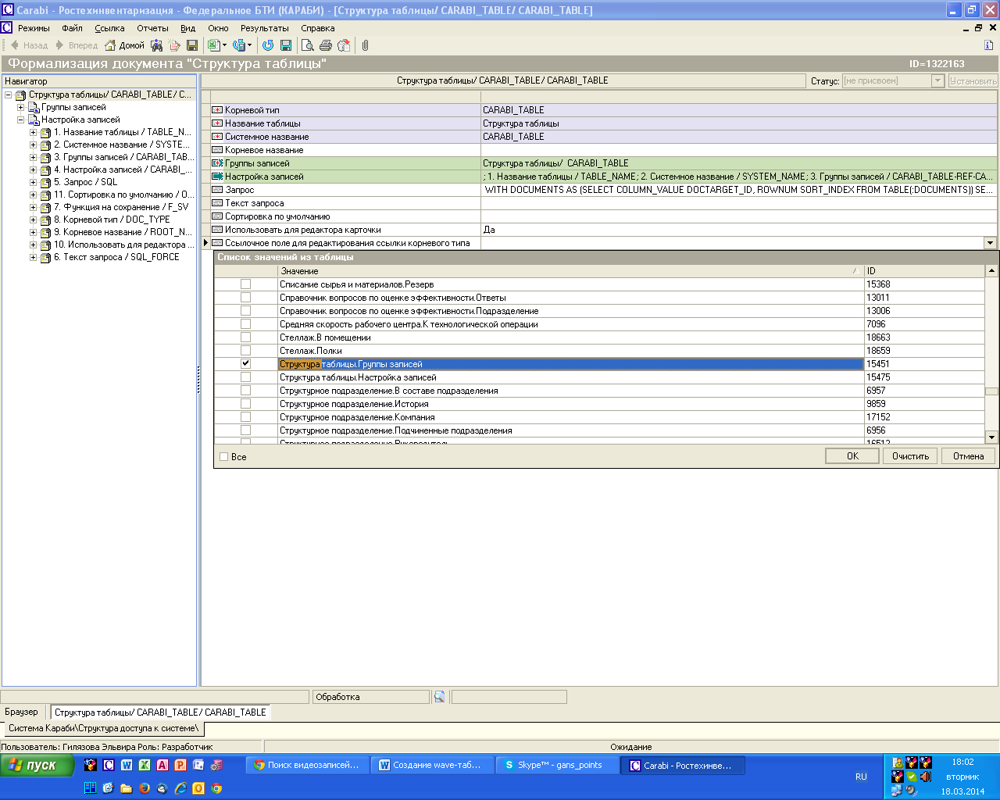 Carabi - Ростехинвентаризация - Федеральное БТИ (КАРАБИ) - [Структура таблицы/ CARABI_TABLE/ CARABI_TABLE]
Режимы Файл Ссылка Отчеты Вид Окно Результаты Справка
Назад Вперед Домой
Формализация документа "Структура таблицы" ID=1322163
Навигатор
Структура таблицы/ CARABI_TABLE/ C...
Группы записей
Настройка записей
1. Название таблицы / TABLE_N...
2. Системное название / SYSTE...
3. Группы записей / CARABI_TAB...
4. Настройка записей / CARABI_...
5. Запрос / SQL
11. Сортировка по умолчанию / O...
7. Функция на сохранение / F_SV
8. Корневой тип / DOC_TYPE
9. Корневое название / ROOT_N...
10. Использовать для редактора ...
6. Текст запроса / SQL_FORCE
Структура таблицы/ CARABI_TABLE/ CARABI_TABLE
Статус: [не присвоен] Установить
Корневой тип CARABI_TABLE
Название таблицы Структура таблицы
Системное название CARABI_TABLE
Корневое название
Группы записей Структура таблицы/ CARABI_TABLE
Настройка записей ; 1. Название таблицы / TABLE_NAME; 2. Системное название / SYSTEM_NAME; 3. Группы записей / CARABI_TABLE-REF-CA...
Запрос WITH DOCUMENTS AS (SELECT COLUMN_VALUE DOCTARGET_ID, ROWNUM SORT_INDEX FROM TABLE(:DOCUMENTS)) SE...
Текст запроса
Сортировка по умолчанию
Использовать для редактора карточки Да
Ссылочное поле для редактирования ссылки корневого типа
Список значений из таблицы
Значение ID
Списание сырья и материалов.Резерв 15368
Справочник вопросов по оценке эффективности.Ответы 13011
Справочник вопросов по оценке эффективности.Подразделение 13006
Средняя скорость рабочего центра.К технологической операции 7096
Стеллаж.В помещении 18663
Стеллаж.Полки 18659
Структура таблицы.Группы записей 15451
Структура таблицы.Настройка записей 15475
Структурное подразделение.В составе подразделения 6957
Структурное подразделение.История 9859
Структурное подразделение.Компания 17152
Структурное подразделение.Подчиненные подразделения 6956
Структурное подразделение.Руководитель 16512
Все OK Очистить Отмена
Обработка
Браузер Структура таблицы/ CARABI_TABLE/ CARABI_TABLE
Система Караби\Структура доступа к системе\
Пользователь: Гилязова Эльвира Роль: Разработчик Ожидание
пуск Поиск видеозаписей... Создание wave-таб... Skype™ - gans_points Carabi - Ростехинве...
RU
18:02
вторник
18.03.2014